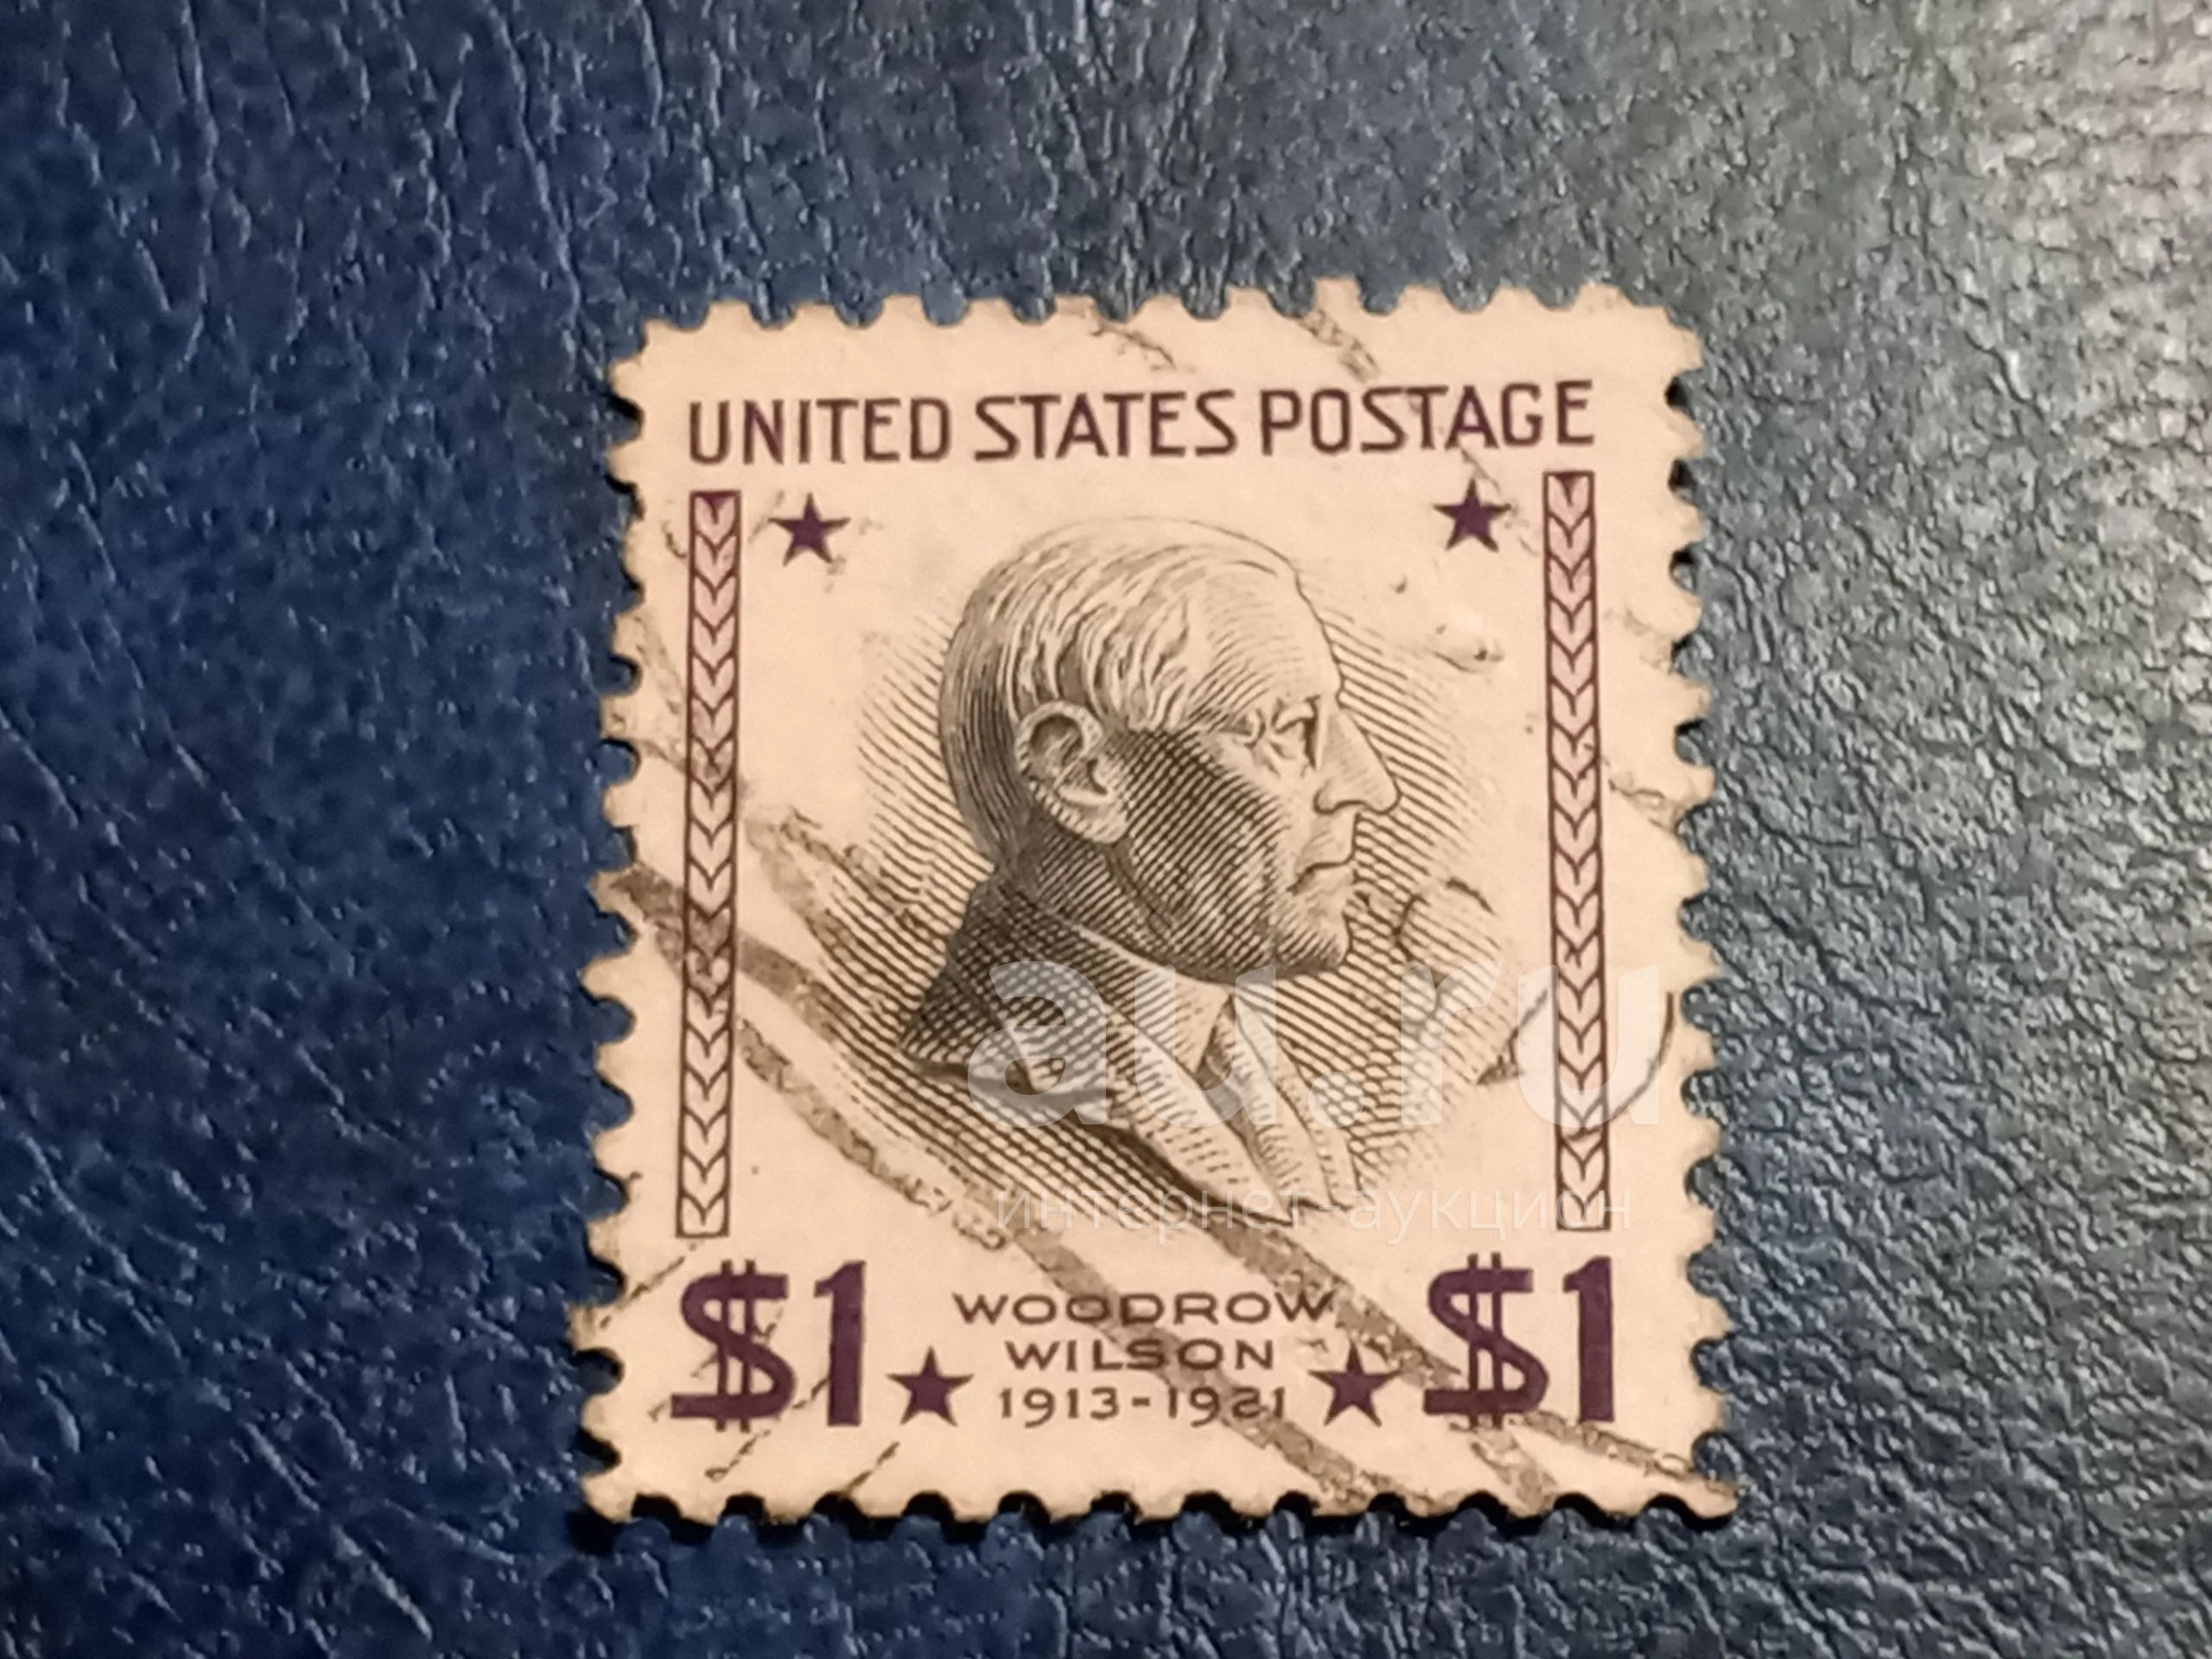 UNITED STATES POSTAGE
au.ru
интернет-аукцион
$1 WOODROW $1
WILSON
1913-1921